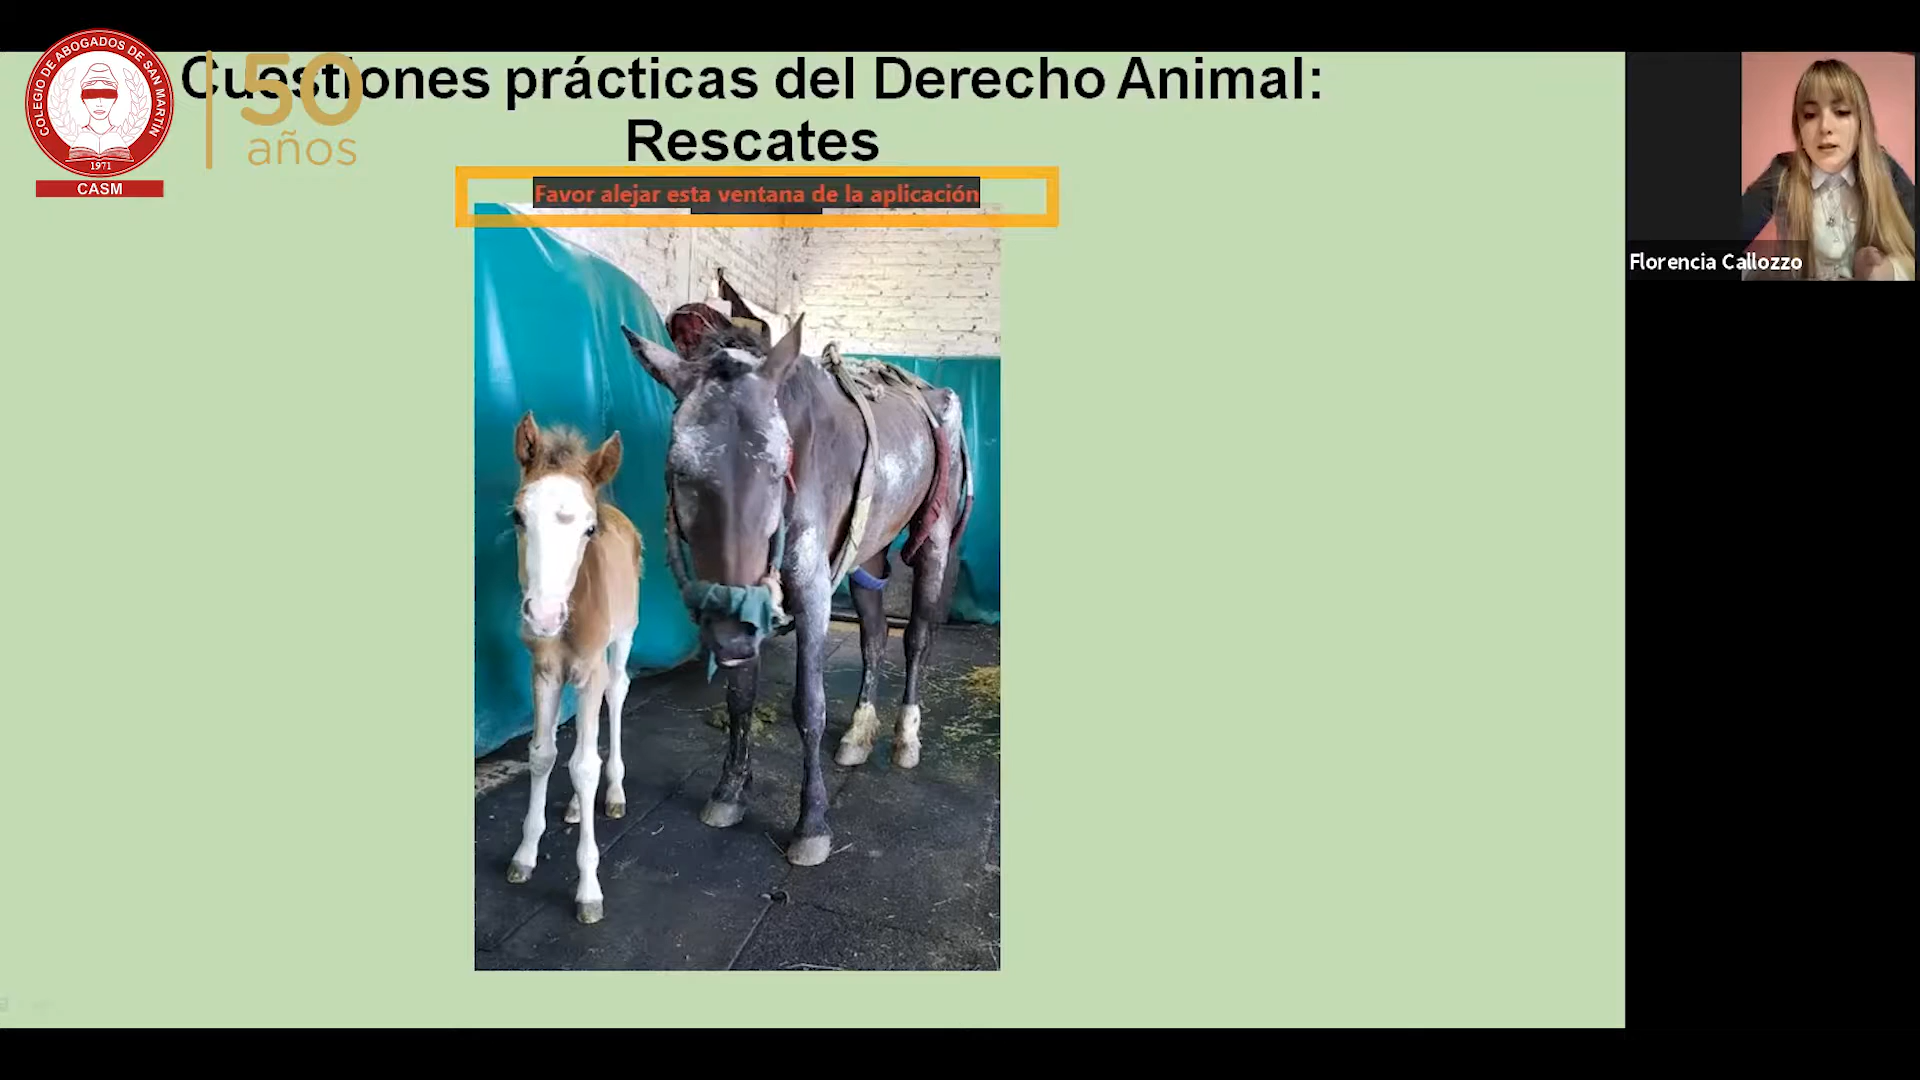 COLEGIO DE ABOGADOS DE SAN MARTIN
1971
CASM
50
años
Cuestiones prácticas del Derecho Animal:
Rescates
Favor alejar esta ventana de la aplicación
Florencia Callozzo